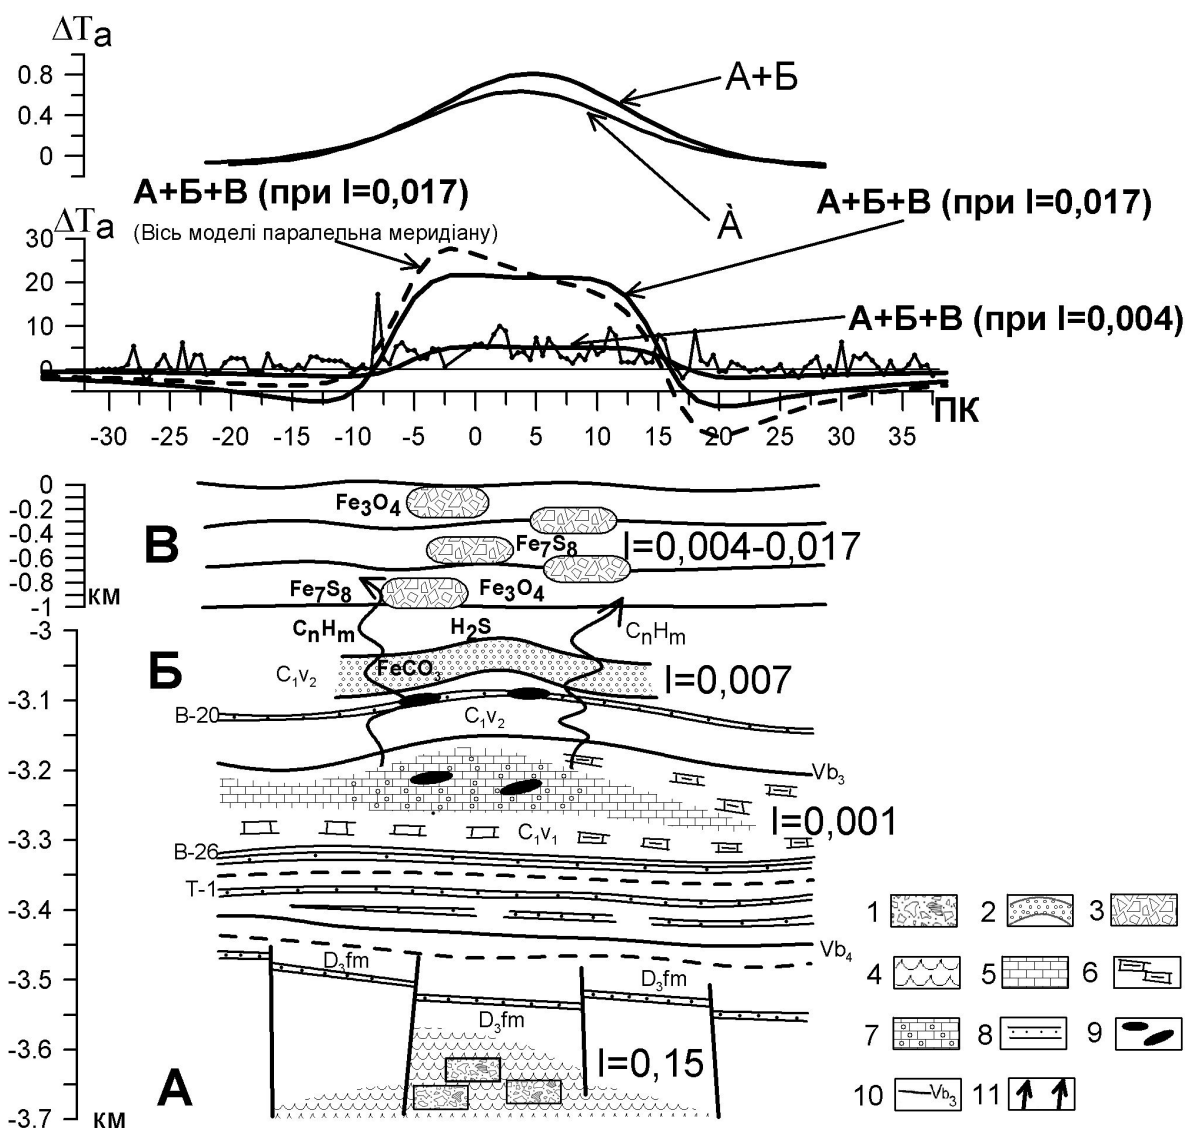 ΔTa
0.8
0.4
0
А+Б
À
А+Б+В (при I=0,017)
(Вісь моделі паралельна меридіану)
А+Б+В (при I=0,017)
А+Б+В (при I=0,004)
ΔTa
30
20
10
0
-30 -25 -20 -15 -10 -5 0 5 10 15 20 25 30 35
ПК
0
-0.2
-0.4
-0.6
-0.8
-1
км
В
Fe₃O₄
Fe₇S₈
I=0,004-0,017
Fe₇S₈
Fe₃O₄
CₙHₘ
H₂S
CₙHₘ
-3
-3.1
-3.2
-3.3
-3.4
-3.5
-3.6
-3.7
км
Б
C₁v₂
FeCO₃
I=0,007
В-20
C₁v₂
Vb₃
I=0,001
C₁v₁
В-26
Т-1
Vb₄
D₃fm
D₃fm
D₃fm
I=0,15
А
1 2 3
4 5 6
7 8 9
10 Vb₃ 11